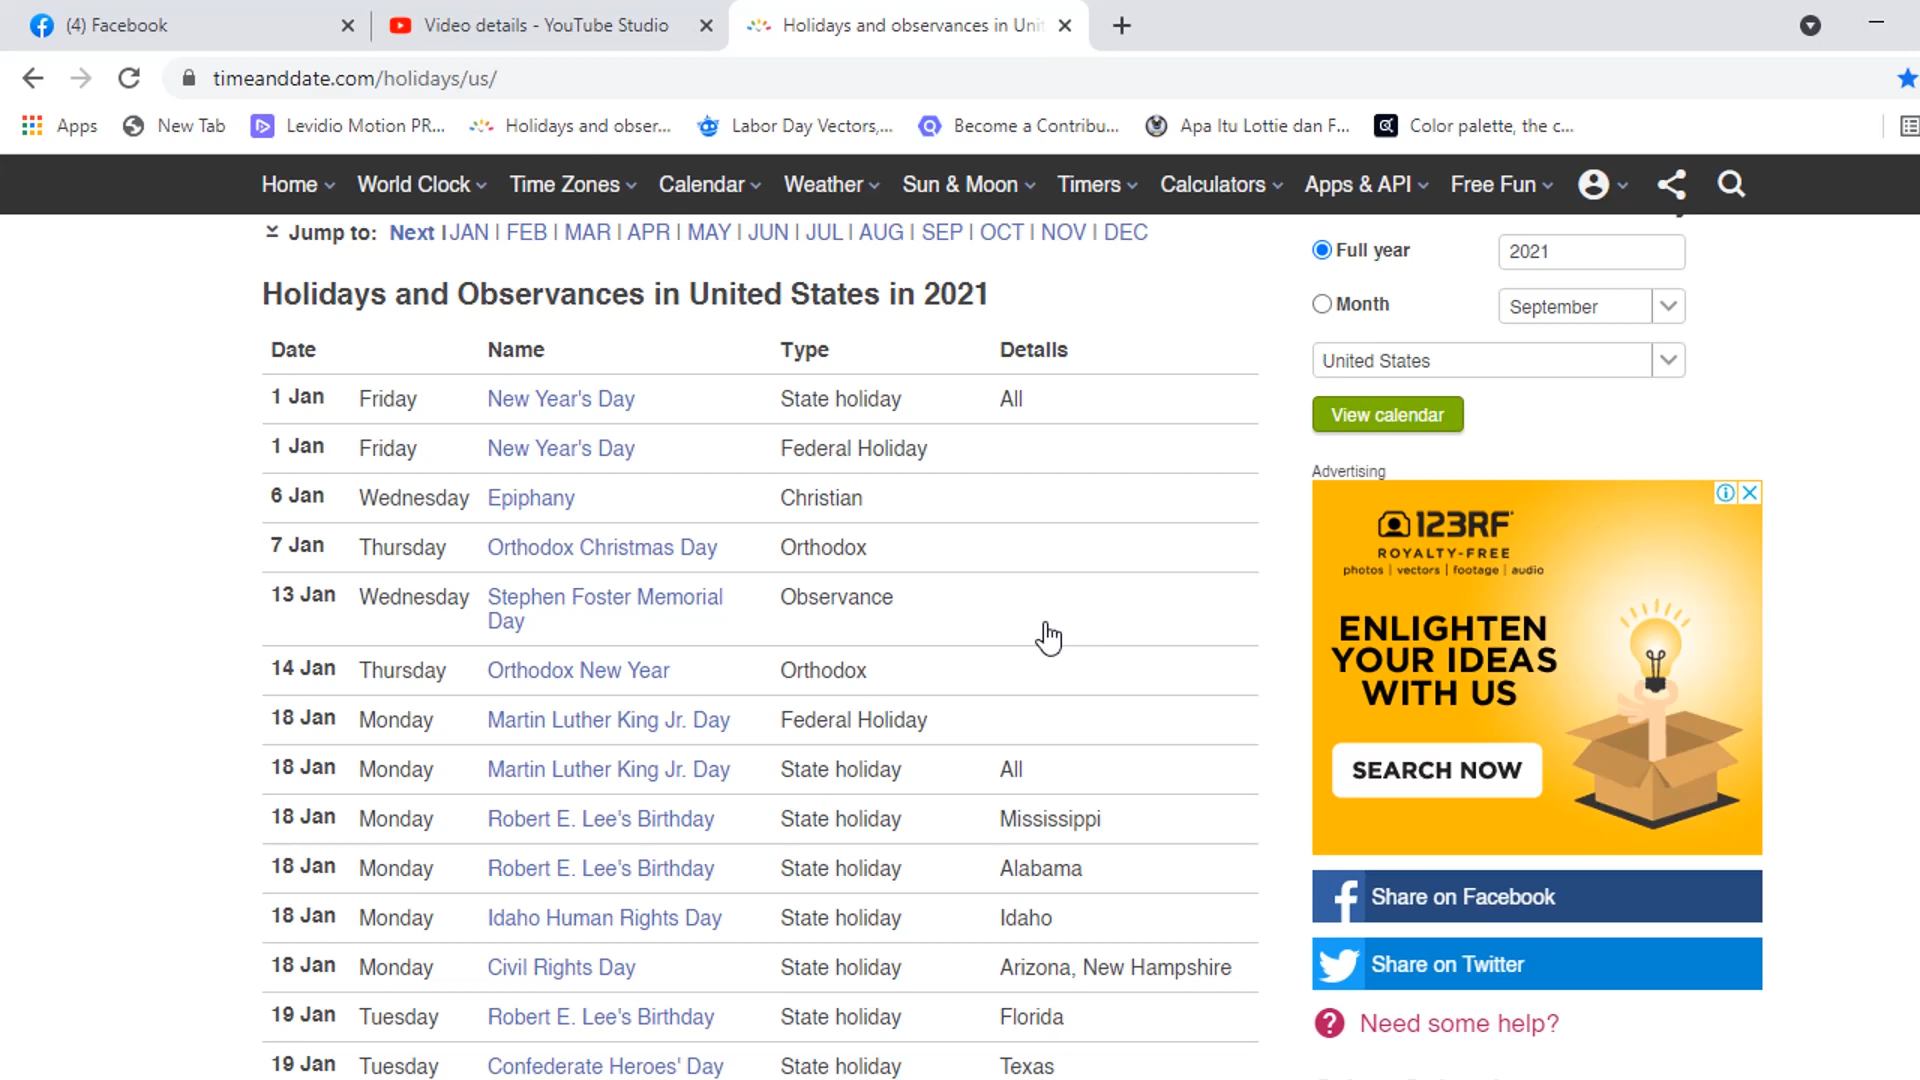 (4) Facebook
Video details - YouTube Studio
Holidays and observances in Unit
timeanddate.com/holidays/us/
Apps
New Tab
Levidio Motion PR...
Holidays and obser...
Labor Day Vectors,...
Become a Contribu...
Apa Itu Lottie dan F...
Color palette, the c...
Home
World Clock
Time Zones
Calendar
Weather
Sun & Moon
Timers
Calculators
Apps & API
Free Fun
Jump to: Next | JAN | FEB | MAR | APR | MAY | JUN | JUL | AUG | SEP | OCT | NOV | DEC
Holidays and Observances in United States in 2021
Date Name Type Details
1 Jan Friday New Year's Day State holiday All
1 Jan Friday New Year's Day Federal Holiday
6 Jan Wednesday Epiphany Christian
7 Jan Thursday Orthodox Christmas Day Orthodox
13 Jan Wednesday Stephen Foster Memorial Observance
Day
14 Jan Thursday Orthodox New Year Orthodox
18 Jan Monday Martin Luther King Jr. Day Federal Holiday
18 Jan Monday Martin Luther King Jr. Day State holiday All
18 Jan Monday Robert E. Lee's Birthday State holiday Mississippi
18 Jan Monday Robert E. Lee's Birthday State holiday Alabama
18 Jan Monday Idaho Human Rights Day State holiday Idaho
18 Jan Monday Civil Rights Day State holiday Arizona, New Hampshire
19 Jan Tuesday Robert E. Lee's Birthday State holiday Florida
19 Jan Tuesday Confederate Heroes' Day State holiday Texas
Full year 2021
Month September
United States
View calendar
Advertising
123RF
ROYALTY-FREE
photos | vectors | footage | audio
ENLIGHTEN
YOUR IDEAS
WITH US
SEARCH NOW
Share on Facebook
Share on Twitter
? Need some help?